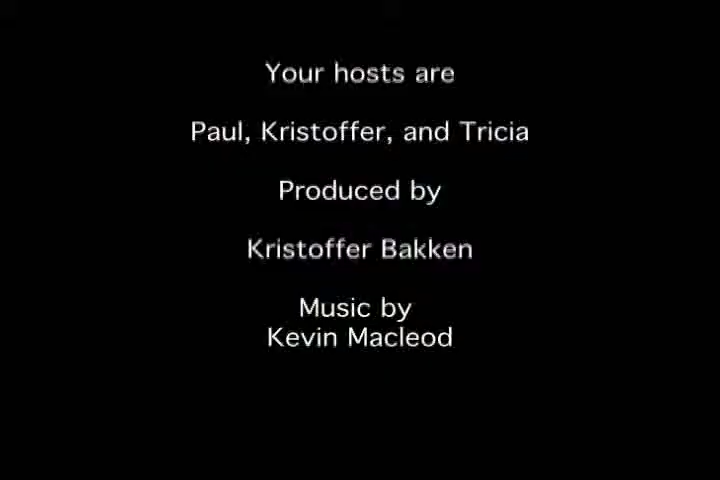 Your hosts are
Paul, Kristoffer, and Tricia
Produced by
Kristoffer Bakken
Music by
Kevin Macleod